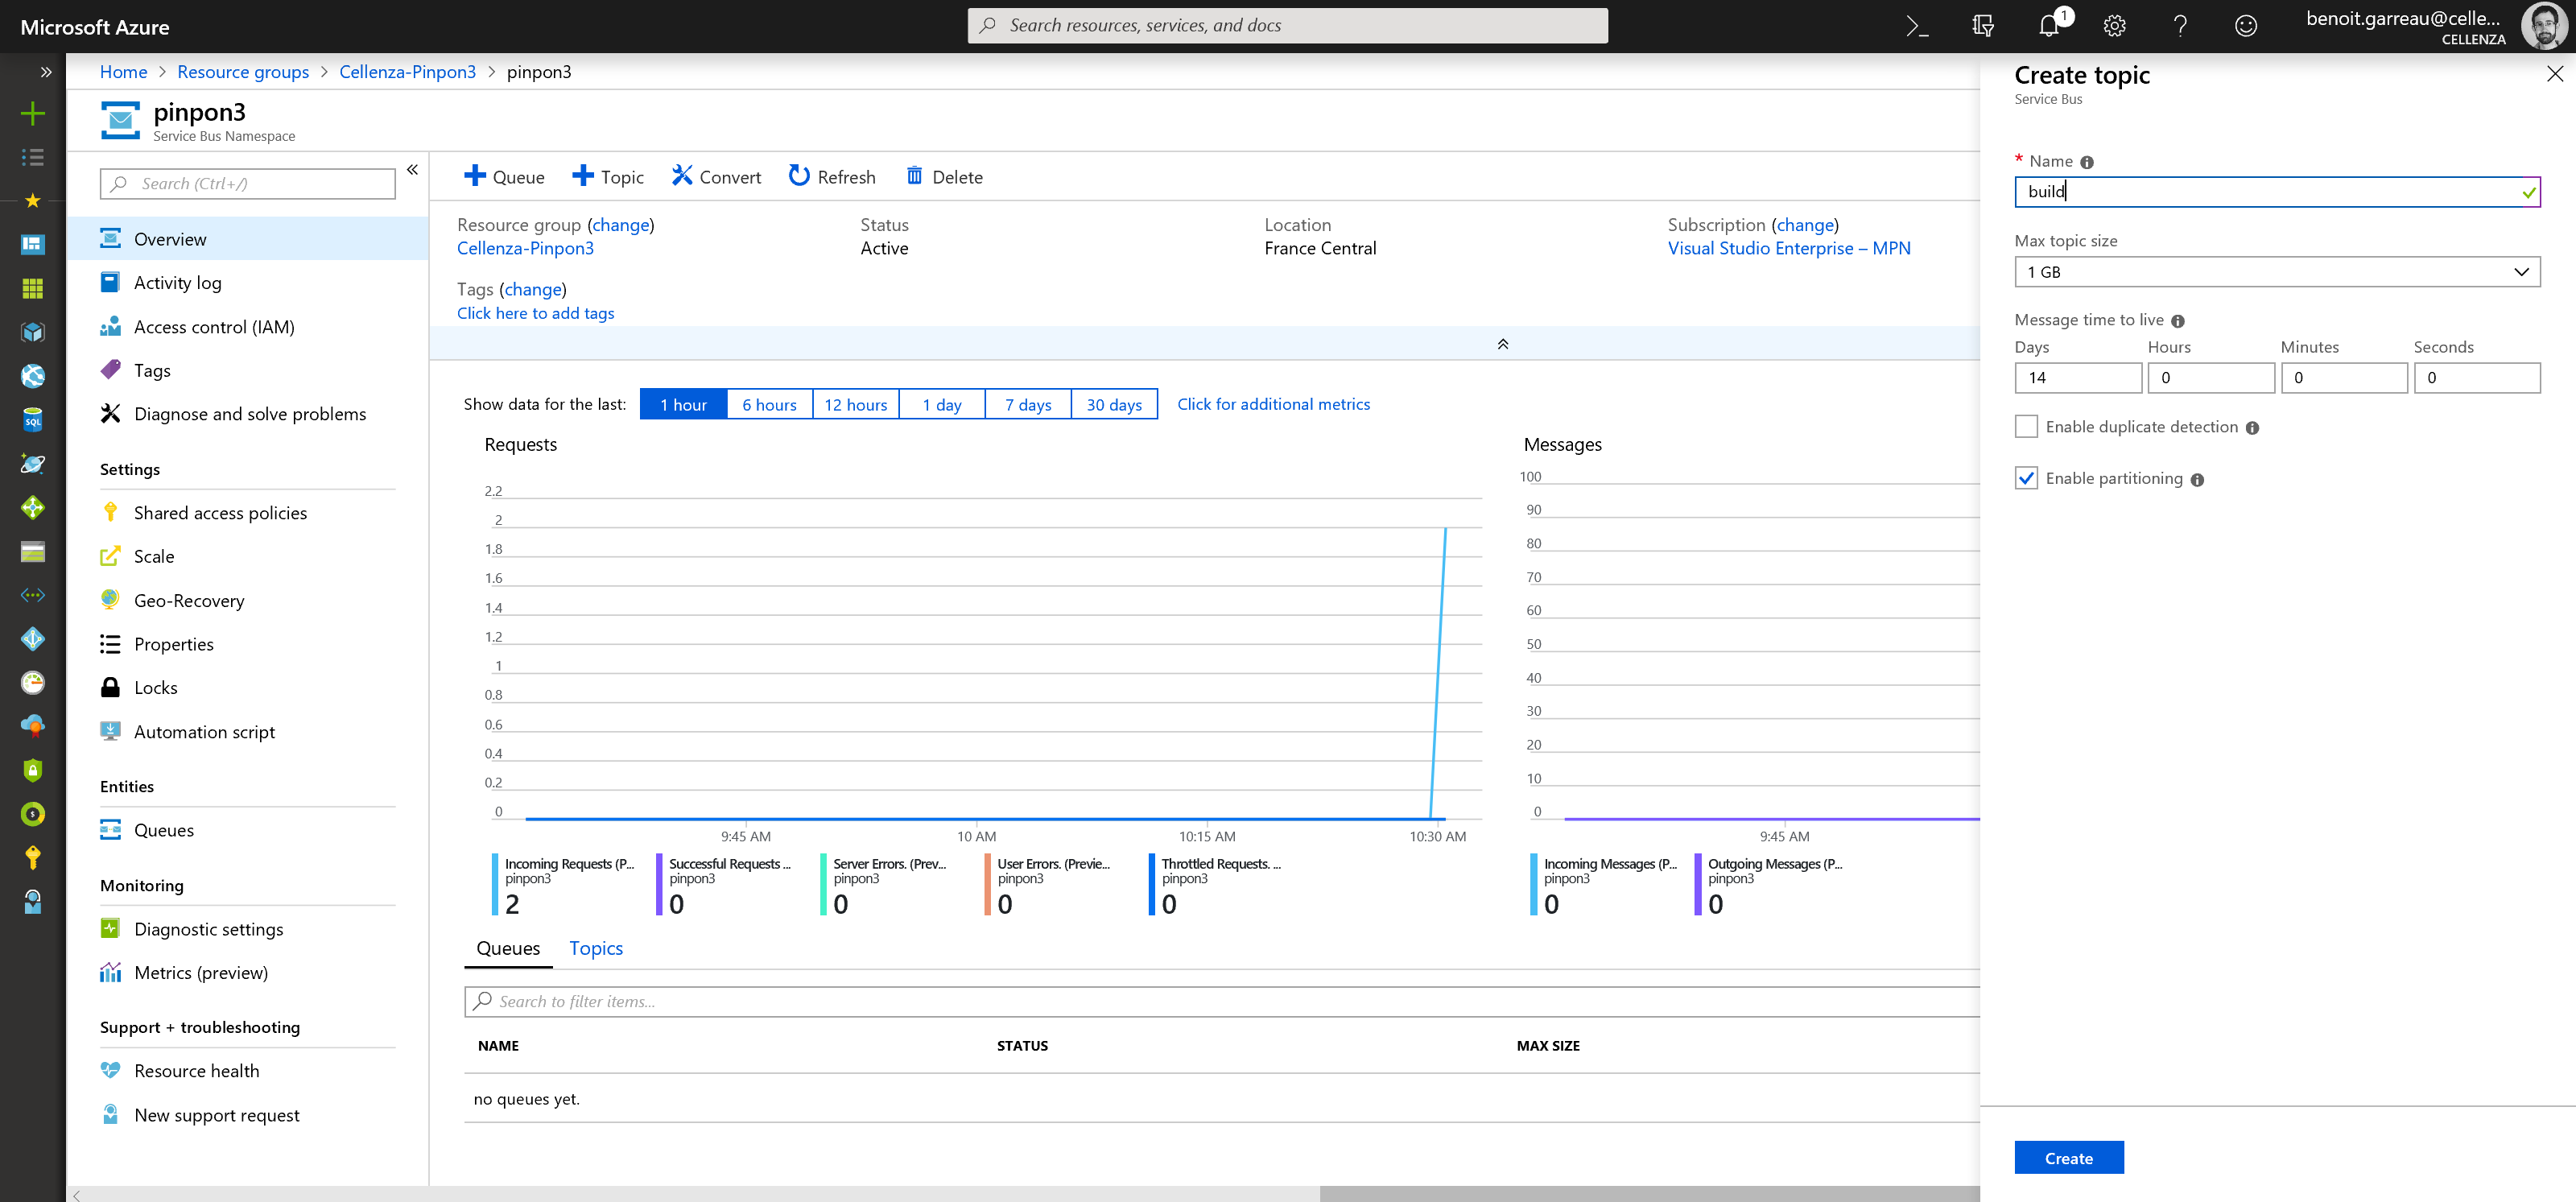 Microsoft Azure
Search resources, services, and docs
1
benoit.garreau@celle...
CELLENZA
Home > Resource groups > Cellenza-Pinpon3 > pinpon3
pinpon3
Service Bus Namespace
Search (Ctrl+/)
Overview
Activity log
Access control (IAM)
Tags
Diagnose and solve problems
Settings
Shared access policies
Scale
Geo-Recovery
Properties
Locks
Automation script
Entities
Queues
Monitoring
Diagnostic settings
Metrics (preview)
Support + troubleshooting
Resource health
New support request
Queue Topic Convert Refresh Delete
Resource group (change)
Cellenza-Pinpon3
Status
Active
Location
France Central
Subscription (change)
Visual Studio Enterprise – MPN
Tags (change)
Click here to add tags
Show data for the last: 1 hour 6 hours 12 hours 1 day 7 days 30 days Click for additional metrics
Requests
2.2
2
1.8
1.6
1.4
1.2
1
0.8
0.6
0.4
0.2
0
9:45 AM 10 AM 10:15 AM 10:30 AM
Incoming Requests (P...
pinpon3
2
Successful Requests ...
pinpon3
0
Server Errors. (Prev...
pinpon3
0
User Errors. (Previe...
pinpon3
0
Throttled Requests. ...
pinpon3
0
Messages
100
90
80
70
60
50
40
30
20
10
0
9:45 AM
Incoming Messages (P...
pinpon3
0
Outgoing Messages (P...
pinpon3
0
Queues Topics
Search to filter items...
NAME STATUS MAX SIZE
no queues yet.
Create topic
Service Bus
* Name
build
Max topic size
1 GB
Message time to live
Days Hours Minutes Seconds
14 0 0 0
Enable duplicate detection
Enable partitioning
Create